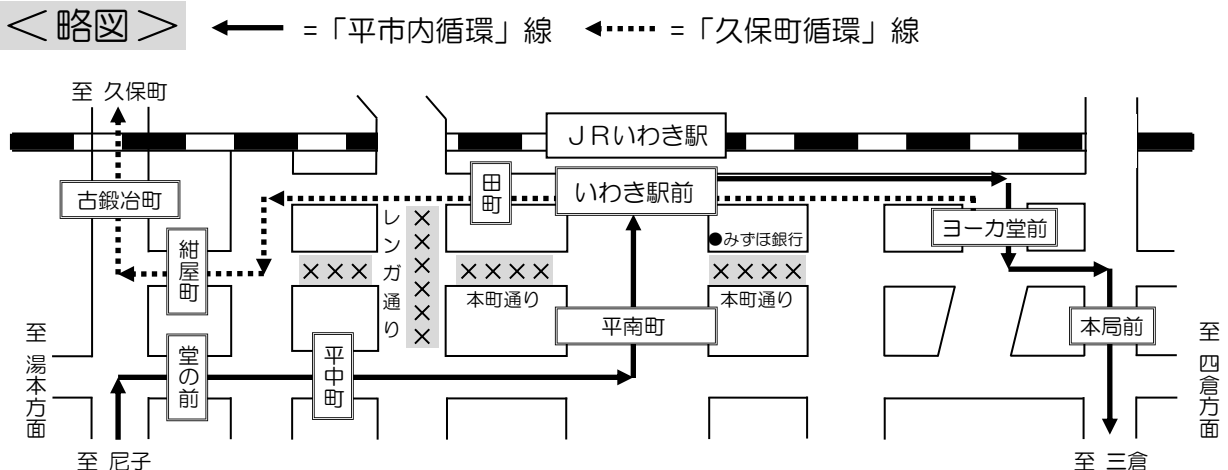 ＜略図＞
=「平市内循環」線
=「久保町循環」線
至 久保町
ＪＲいわき駅
田町
いわき駅前
古鍛冶町
ヨーカ堂前
紺屋町
レンガ通り
××××××
●みずほ銀行
×××
××××
××××
本町通り
本町通り
平南町
本局前
至 湯本方面
堂の前
平中町
至 四倉方面
至 尼子
至 三倉